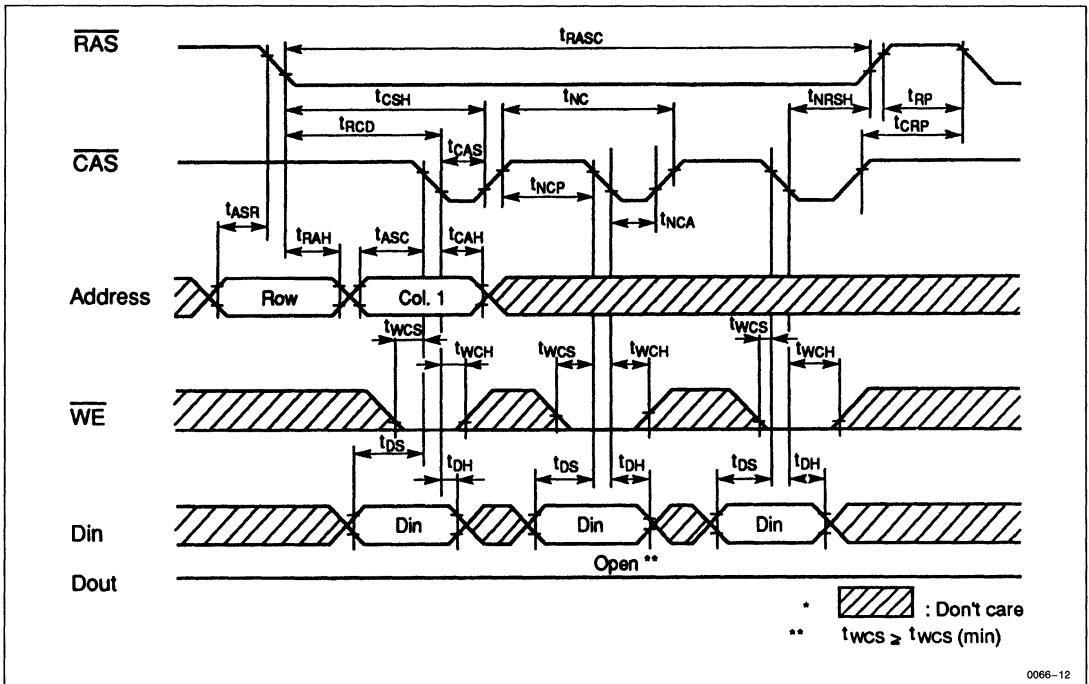 RAS
tRASC
tCSH
tNC
tNRSH
tRP
tRCD
tCRP
CAS
tCAS
tNCP
tASR
tNCA
tRAH
tASC
tCAH
Address
Row
Col. 1
tWCS
tWCH
tWCS
tWCH
tWCS
tWCH
WE
tDS
tDH
tDS
tDH
tDS
tDH
Din
Din
Din
Din
Open **
Dout
* : Don't care
** tWCS ≥ tWCS (min)
0066–12